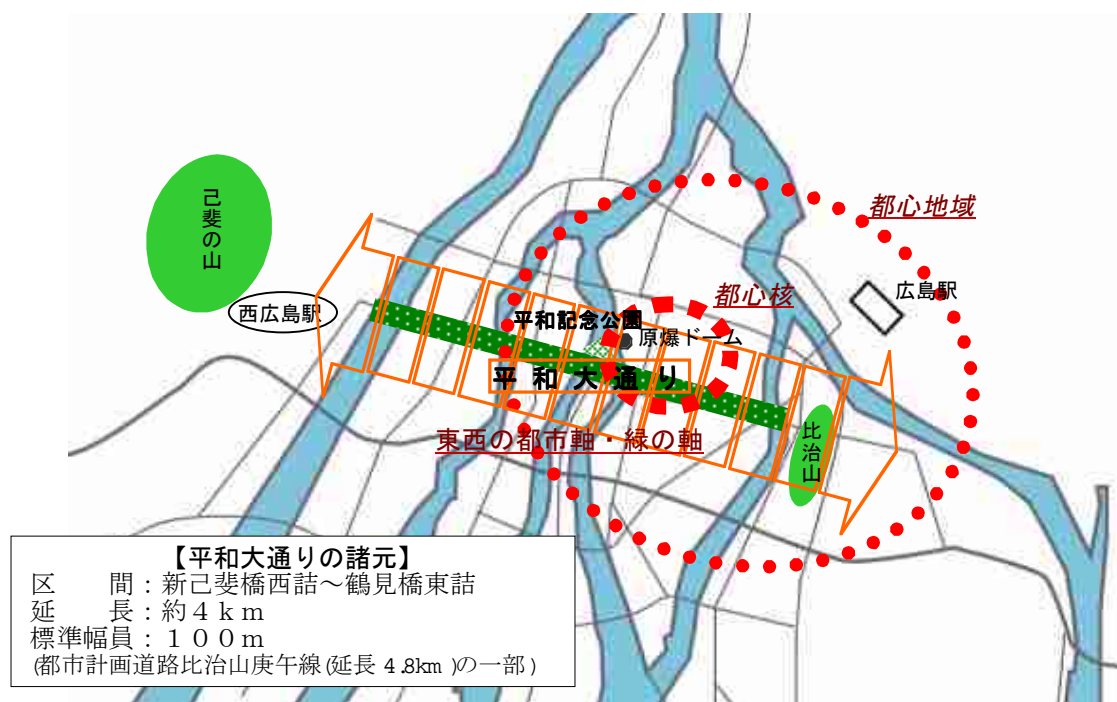 己斐の山
都心地域
広島駅
都心核
西広島駅
平和記念公園
原爆ドーム
平和大通り
東西の都市軸・緑の軸
比治山
【平和大通りの諸元】
区　　間：新己斐橋西詰～鶴見橋東詰
延　　長：約４ｋｍ
標準幅員：１００ｍ
(都市計画道路比治山庚午線(延長 4.8km )の一部)